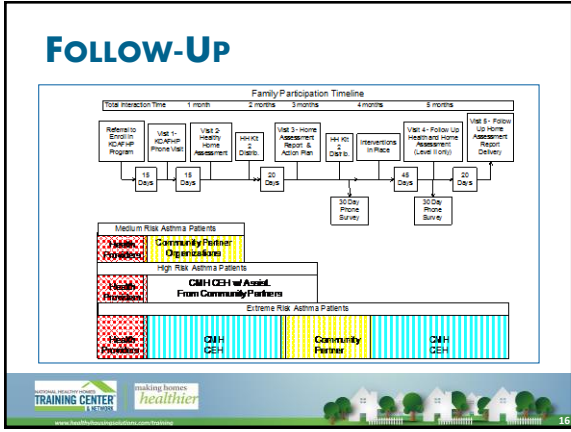 FOLLOW-UP
Family Participation Timeline
Total Interaction Time 1 month 2 months 3 months 4 months 5 months
Referral to
Enroll in
KCAFHP
Program
Visit 1-
KCAFHP
Phone Visit
Visit 2-
Healthy
Home
Assessment
HH Kit
2
Distrib.
Visit 3 - Home
Assessment
Report &
Action Plan
HH Kit
2
Distrib.
Interventions
in Place
Visit 4 - Follow Up
Health and Home
Assessment
(Level II only)
Visit 5 - Follow
Up Home
Assessment
Report
Delivery
15
Days
15
Days
20
Days
45
Days
20
Days
30 Day
Phone
Survey
30 Day
Phone
Survey
Medium Risk Asthma Patients
Health
Providers
Community Partner
Organizations
High Risk Asthma Patients
Health
Providers
CMH CEH w/ Assist.
From Community Partners
Extreme Risk Asthma Patients
Health
Providers
CMH
CEH
Community
Partner
CMH
CEH
NATIONAL HEALTHY HOMES
TRAINING CENTER
& NETWORK
making homes
healthier
www.healthyhousingsolutions.com/training
16